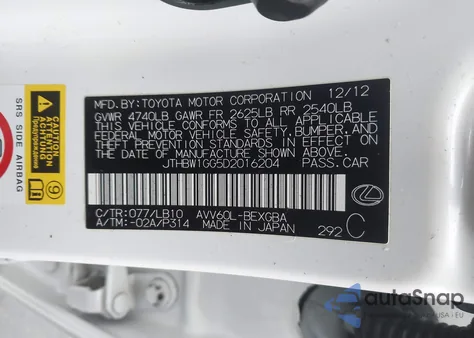 MFD. BY: TOYOTA MOTOR CORPORATION 12/12
GVWR 4740LB GAWR FR 2625LB RR 2540LB
THIS VEHICLE CONFORMS TO ALL APPLICABLE
FEDERAL MOTOR VEHICLE SAFETY, BUMPER, AND
THEFT PREVENTION STANDARDS IN EFFECT ON
THE DATE OF MANUFACTURE SHOWN ABOVE.
JTHBW1GG5D2016204 PASS.CAR
C/TR: 077/LB10 AVV60L-BEXGBA
A/TM: -02A/P314 MADE IN JAPAN 292 C
SRS SIDE AIRBAG
CAUTION
ATTENTION
ACHTUNG
9
autoSnap